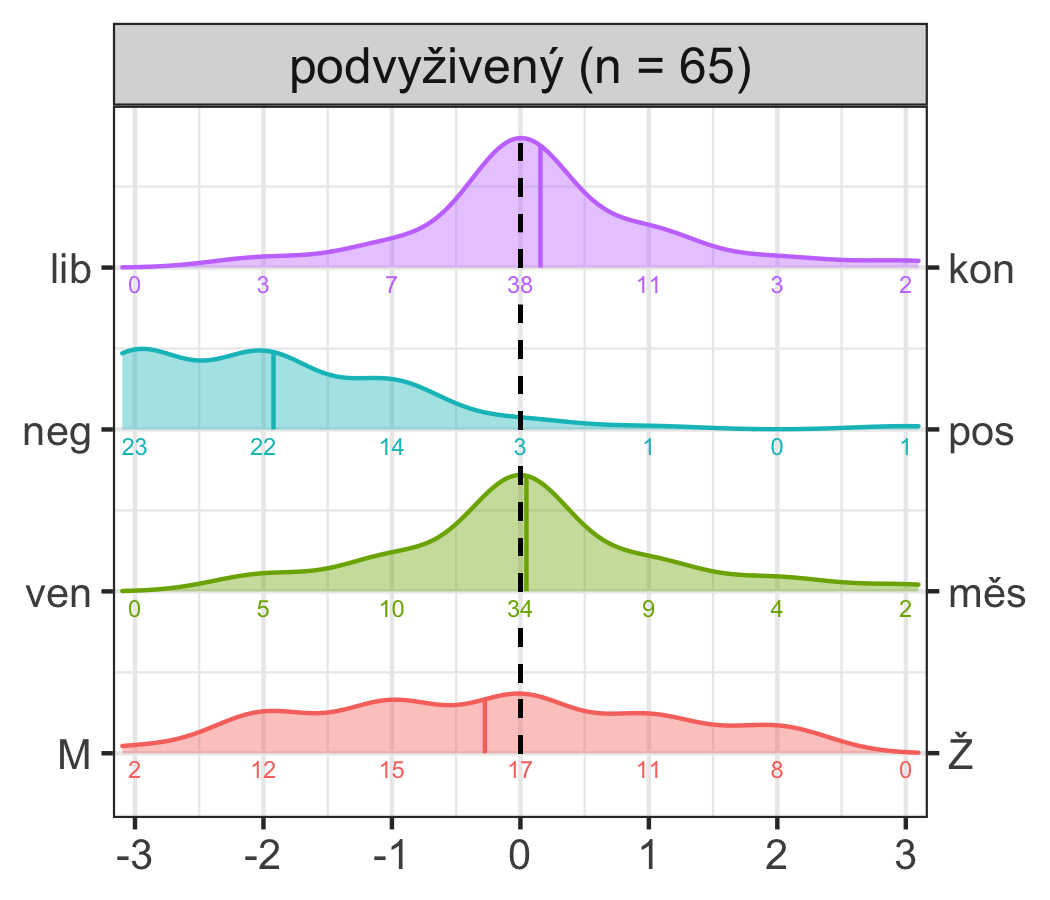 podvyživený (n = 65)
lib kon
0 3 7 38 11 3 2
neg pos
23 22 14 3 1 0 1
ven měs
0 5 10 34 9 4 2
M Ž
2 12 15 17 11 8 0
-3 -2 -1 0 1 2 3